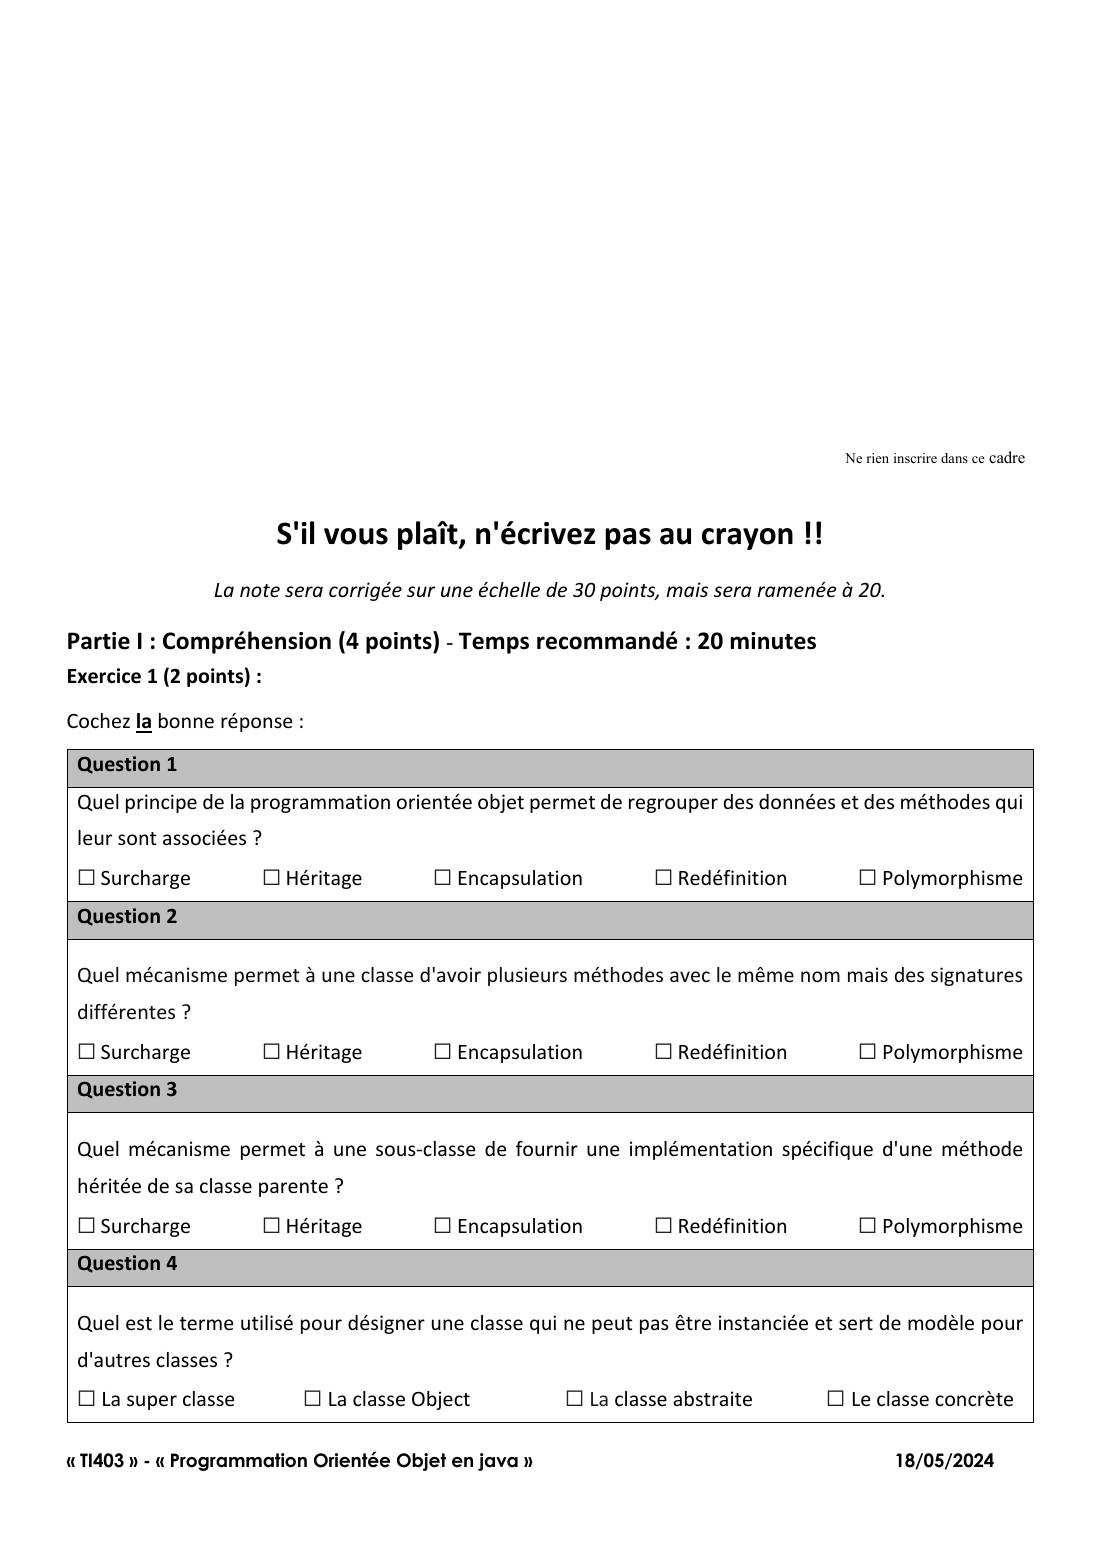 Ne rien inscrire dans ce cadre
S'il vous plaît, n'écrivez pas au crayon !!
La note sera corrigée sur une échelle de 30 points, mais sera ramenée à 20.
Partie I : Compréhension (4 points) - Temps recommandé : 20 minutes
Exercice 1 (2 points) :
Cochez la bonne réponse :
Question 1
Quel principe de la programmation orientée objet permet de regrouper des données et des méthodes qui
leur sont associées ?
☐ Surcharge ☐ Héritage ☐ Encapsulation ☐ Redéfinition ☐ Polymorphisme
Question 2
Quel mécanisme permet à une classe d'avoir plusieurs méthodes avec le même nom mais des signatures
différentes ?
☐ Surcharge ☐ Héritage ☐ Encapsulation ☐ Redéfinition ☐ Polymorphisme
Question 3
Quel mécanisme permet à une sous-classe de fournir une implémentation spécifique d'une méthode
héritée de sa classe parente ?
☐ Surcharge ☐ Héritage ☐ Encapsulation ☐ Redéfinition ☐ Polymorphisme
Question 4
Quel est le terme utilisé pour désigner une classe qui ne peut pas être instanciée et sert de modèle pour
d'autres classes ?
☐ La super classe ☐ La classe Object ☐ La classe abstraite ☐ Le classe concrète
« TI403 » - « Programmation Orientée Objet en java » 18/05/2024